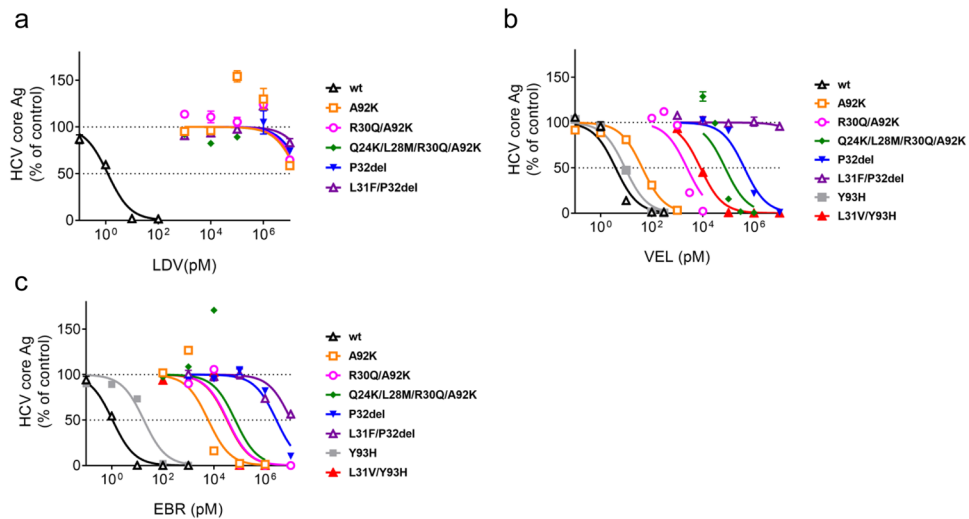 a
HCV core Ag
(% of control)
150
100
50
0
10^0
10^2
10^4
10^6
LDV(pM)
wt
A92K
R30Q/A92K
Q24K/L28M/R30Q/A92K
P32del
L31F/P32del
b
HCV core Ag
(% of control)
150
100
50
0
10^0
10^2
10^4
10^6
VEL (pM)
wt
A92K
R30Q/A92K
Q24K/L28M/R30Q/A92K
P32del
L31F/P32del
Y93H
L31V/Y93H
c
HCV core Ag
(% of control)
150
100
50
0
10^0
10^2
10^4
10^6
EBR (pM)
wt
A92K
R30Q/A92K
Q24K/L28M/R30Q/A92K
P32del
L31F/P32del
Y93H
L31V/Y93H